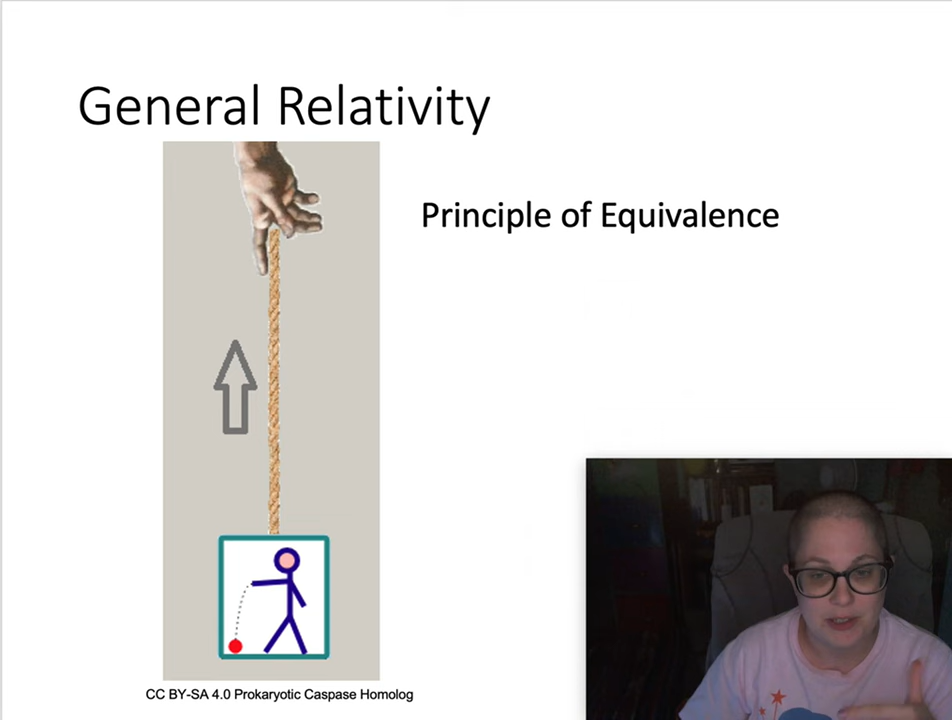 General Relativity
Principle of Equivalence
CC BY-SA 4.0 Prokaryotic Caspase Homolog